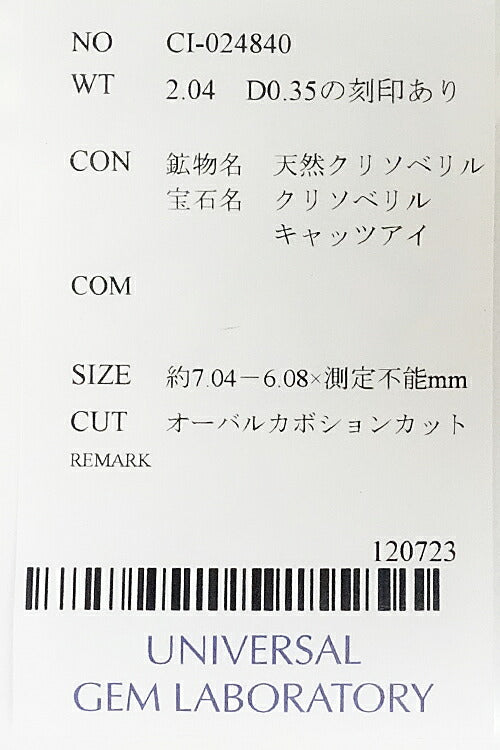 NO CI-024840
WT 2.04 D0.35の刻印あり
CON 鉱物名 天然クリソベリル
宝石名 クリソベリル
キャッツアイ
COM
SIZE 約7.04－6.08×測定不能mm
CUT オーバルカボションカット
REMARK
120723
UNIVERSAL
GEM LABORATORY